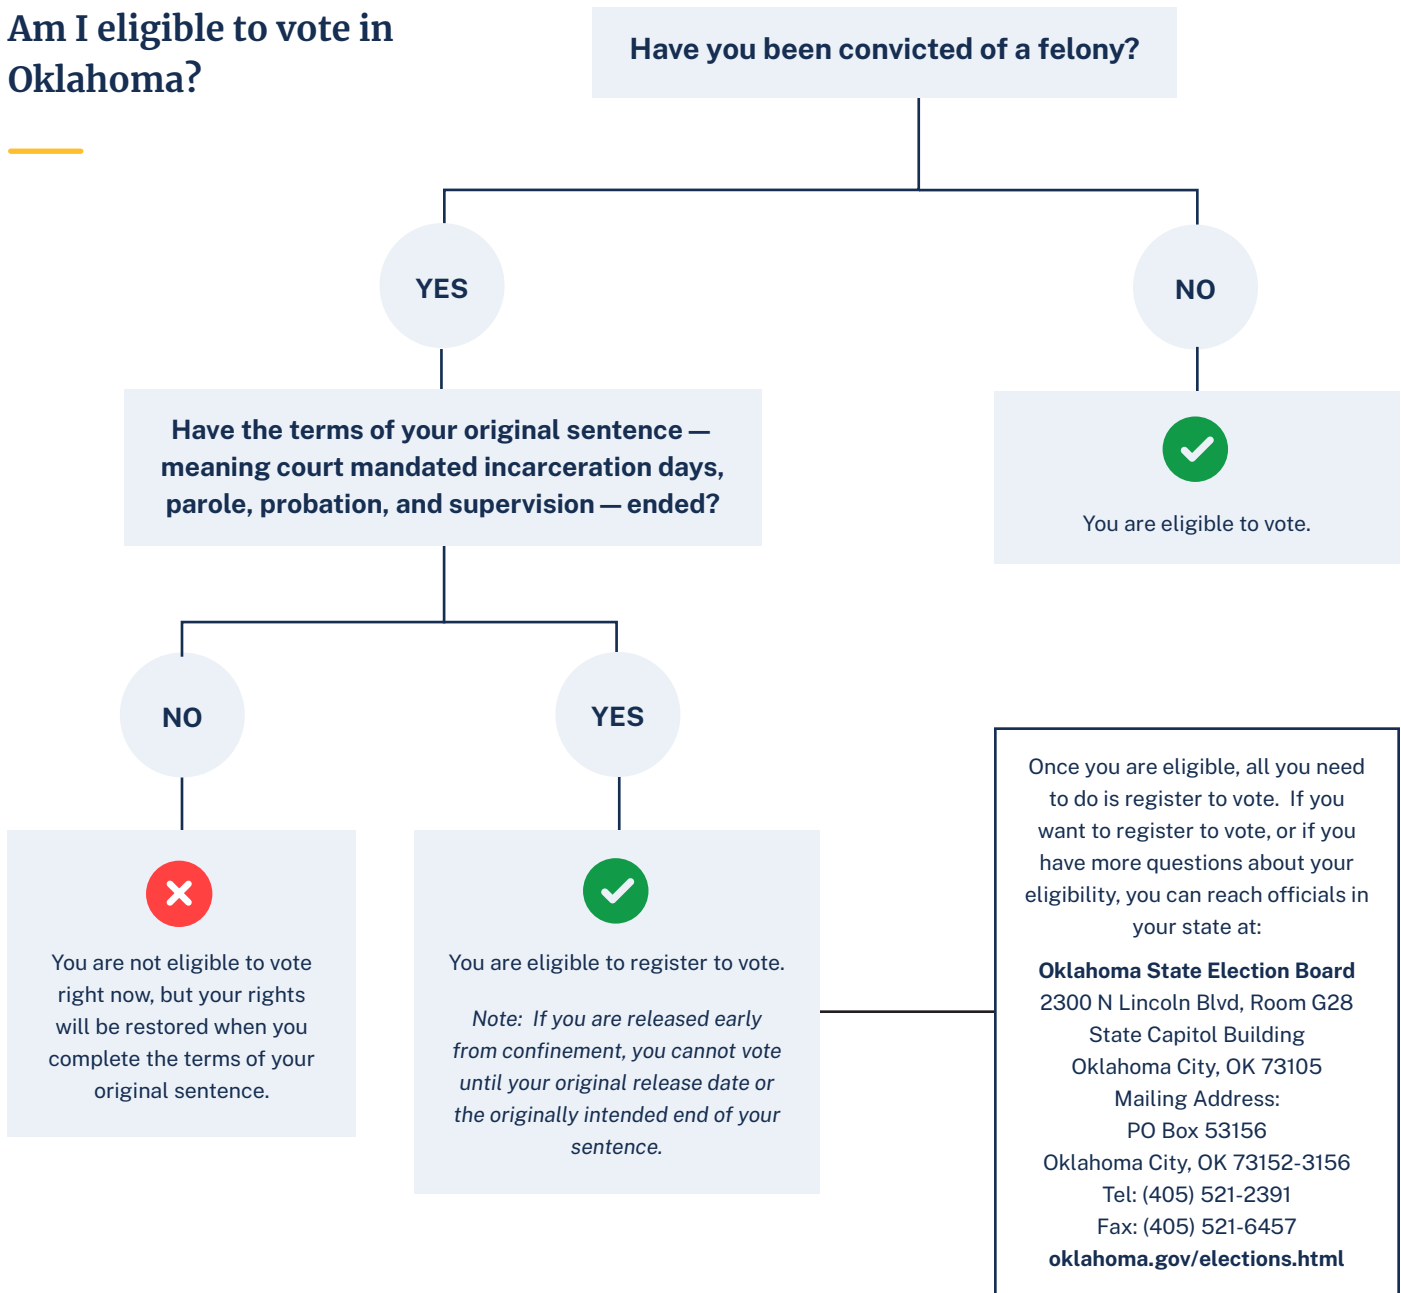 Am I eligible to vote in
Oklahoma?
Have you been convicted of a felony?
YES
NO
Have the terms of your original sentence —
meaning court mandated incarceration days,
parole, probation, and supervision — ended?
You are eligible to vote.
NO
YES
You are not eligible to vote
right now, but your rights
will be restored when you
complete the terms of your
original sentence.
You are eligible to register to vote.
Note:  If you are released early
from confinement, you cannot vote
until your original release date or
the originally intended end of your
sentence.
Once you are eligible, all you need
to do is register to vote.  If you
want to register to vote, or if you
have more questions about your
eligibility, you can reach officials in
your state at:
Oklahoma State Election Board
2300 N Lincoln Blvd, Room G28
State Capitol Building
Oklahoma City, OK 73105
Mailing Address:
PO Box 53156
Oklahoma City, OK 73152-3156
Tel: (405) 521-2391
Fax: (405) 521-6457
oklahoma.gov/elections.html